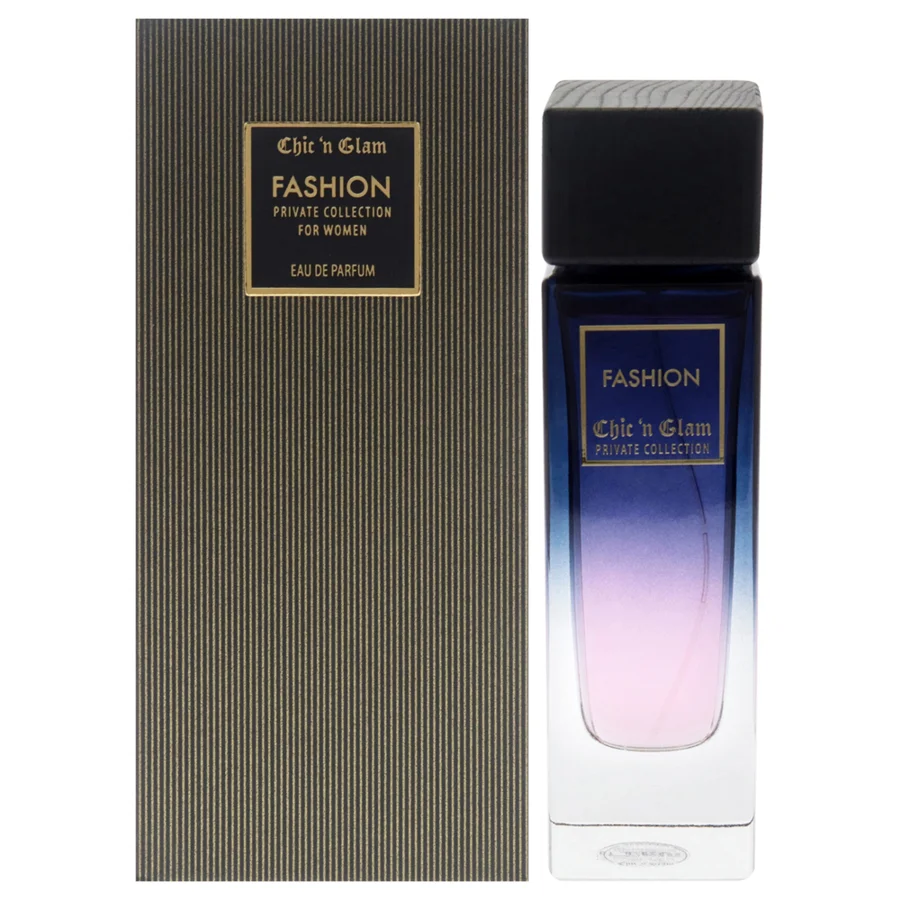 Chic 'n Glam
FASHION
PRIVATE COLLECTION
FOR WOMEN
EAU DE PARFUM
FASHION
Chic 'n Glam
PRIVATE COLLECTION